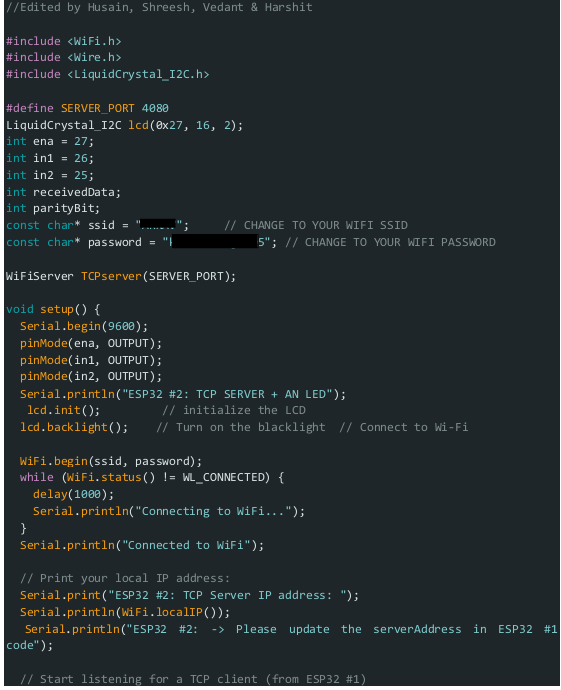 //Edited by Husain, Shreesh, Vedant & Harshit
#include <WiFi.h>
#include <Wire.h>
#include <LiquidCrystal_I2C.h>
#define SERVER_PORT 4080
LiquidCrystal_I2C lcd(0x27, 16, 2);
int ena = 27;
int in1 = 26;
int in2 = 25;
int receivedData;
int parityBit;
const char* ssid = "";     // CHANGE TO YOUR WIFI SSID
const char* password = "5"; // CHANGE TO YOUR WIFI PASSWORD
WiFiServer TCPserver(SERVER_PORT);
void setup() {
  Serial.begin(9600);
  pinMode(ena, OUTPUT);
  pinMode(in1, OUTPUT);
  pinMode(in2, OUTPUT);
  Serial.println("ESP32 #2: TCP SERVER + AN LED");
   lcd.init();         // initialize the LCD
  lcd.backlight();    // Turn on the blacklight  // Connect to Wi-Fi
  WiFi.begin(ssid, password);
  while (WiFi.status() != WL_CONNECTED) {
    delay(1000);
    Serial.println("Connecting to WiFi...");
  }
  Serial.println("Connected to WiFi");
  // Print your local IP address:
  Serial.print("ESP32 #2: TCP Server IP address: ");
  Serial.println(WiFi.localIP());
  Serial.println("ESP32 #2: -> Please update the serverAddress in ESP32 #1
code");
  // Start listening for a TCP client (from ESP32 #1)